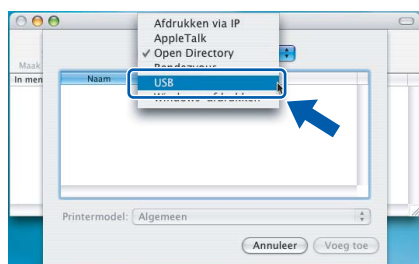 Afdrukken via IP
AppleTalk
✓ Open Directory
Maak
In men
Naam
USB
Printermodel: Algemeen
Annuleer
Voeg toe